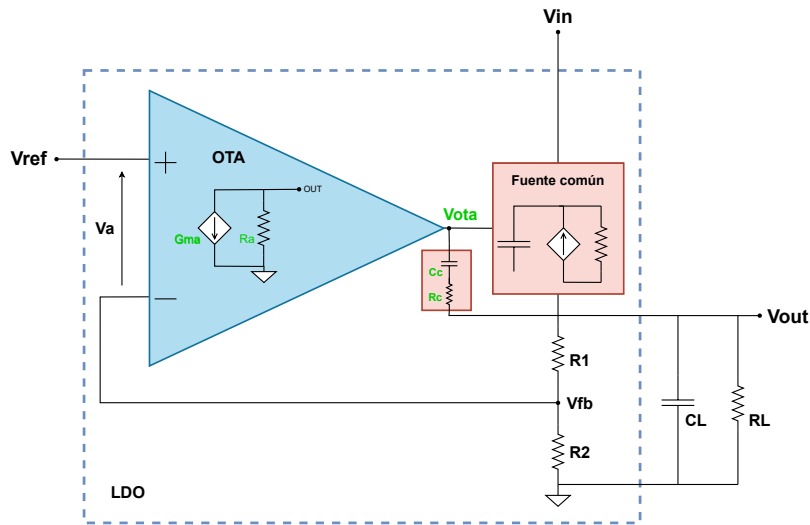 Vin
OTA
Vref
Fuente común
OUT
Vota
Va
Gma
Ra
Cc
Rc
Vout
R1
Vfb
CL
RL
R2
LDO